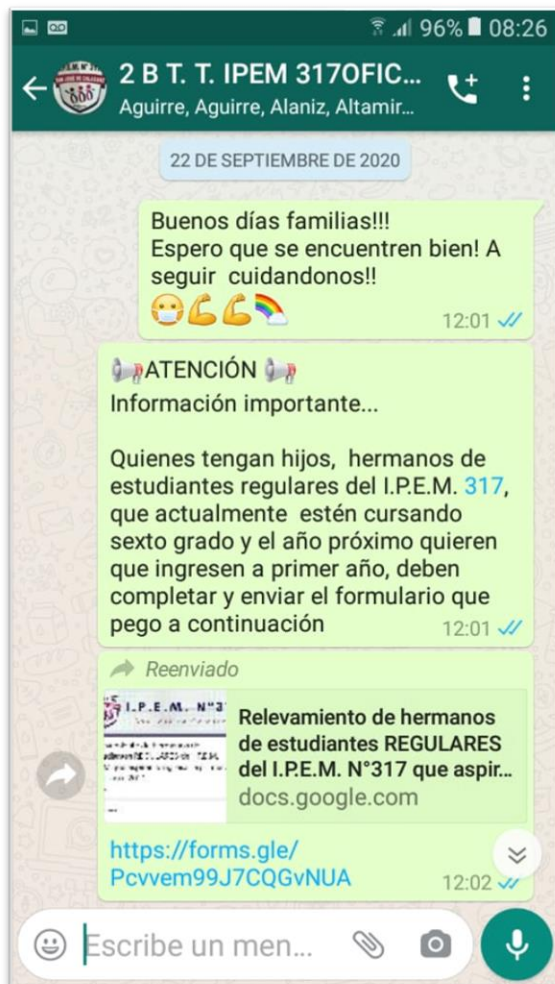 96% 08:26
2 B T. T. IPEM 317OFIC...
Aguirre, Aguirre, Alaniz, Altamir...
22 DE SEPTIEMBRE DE 2020
Buenos días familias!!!
Espero que se encuentren bien! A
seguir cuidandonos!!
😷💪💪🌈
12:01
📢ATENCIÓN 📢
Información importante...
Quienes tengan hijos, hermanos de
estudiantes regulares del I.P.E.M. 317,
que actualmente estén cursando
sexto grado y el año próximo quieren
que ingresen a primer año, deben
completar y enviar el formulario que
pego a continuación
12:01
Reenviado
I.P.E.M. N°3
Relevamiento de hermanos
de estudiantes REGULARES
del I.P.E.M. N°317 que aspir...
docs.google.com
https://forms.gle/
Pcvvem99J7CQGvNUA
12:02
Escribe un men...